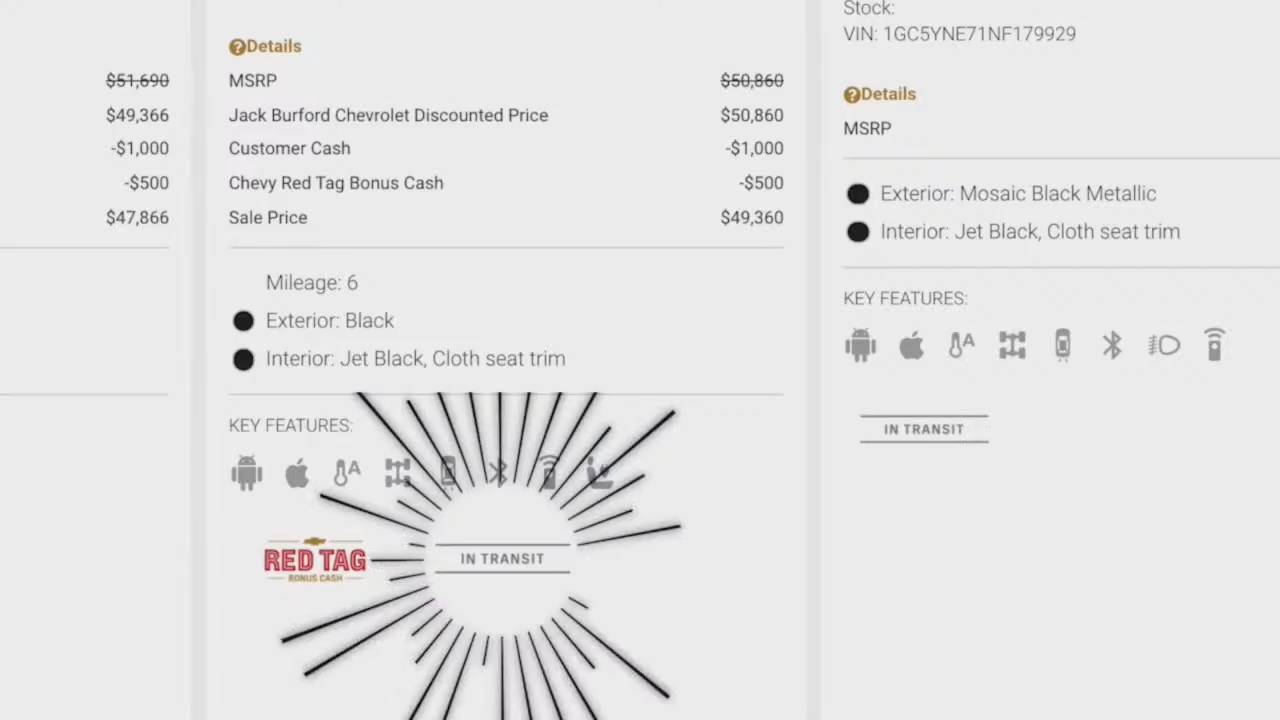 $51,690
$49,366
-$1,000
-$500
$47,866
Details
MSRP $50,860
Jack Burford Chevrolet Discounted Price $50,860
Customer Cash -$1,000
Chevy Red Tag Bonus Cash -$500
Sale Price $49,360
Mileage: 6
Exterior: Black
Interior: Jet Black, Cloth seat trim
KEY FEATURES:
A
RED TAG
BONUS CASH
IN TRANSIT
Stock:
VIN: 1GC5YNE71NF179929
Details
MSRP
Exterior: Mosaic Black Metallic
Interior: Jet Black, Cloth seat trim
KEY FEATURES:
A
IN TRANSIT